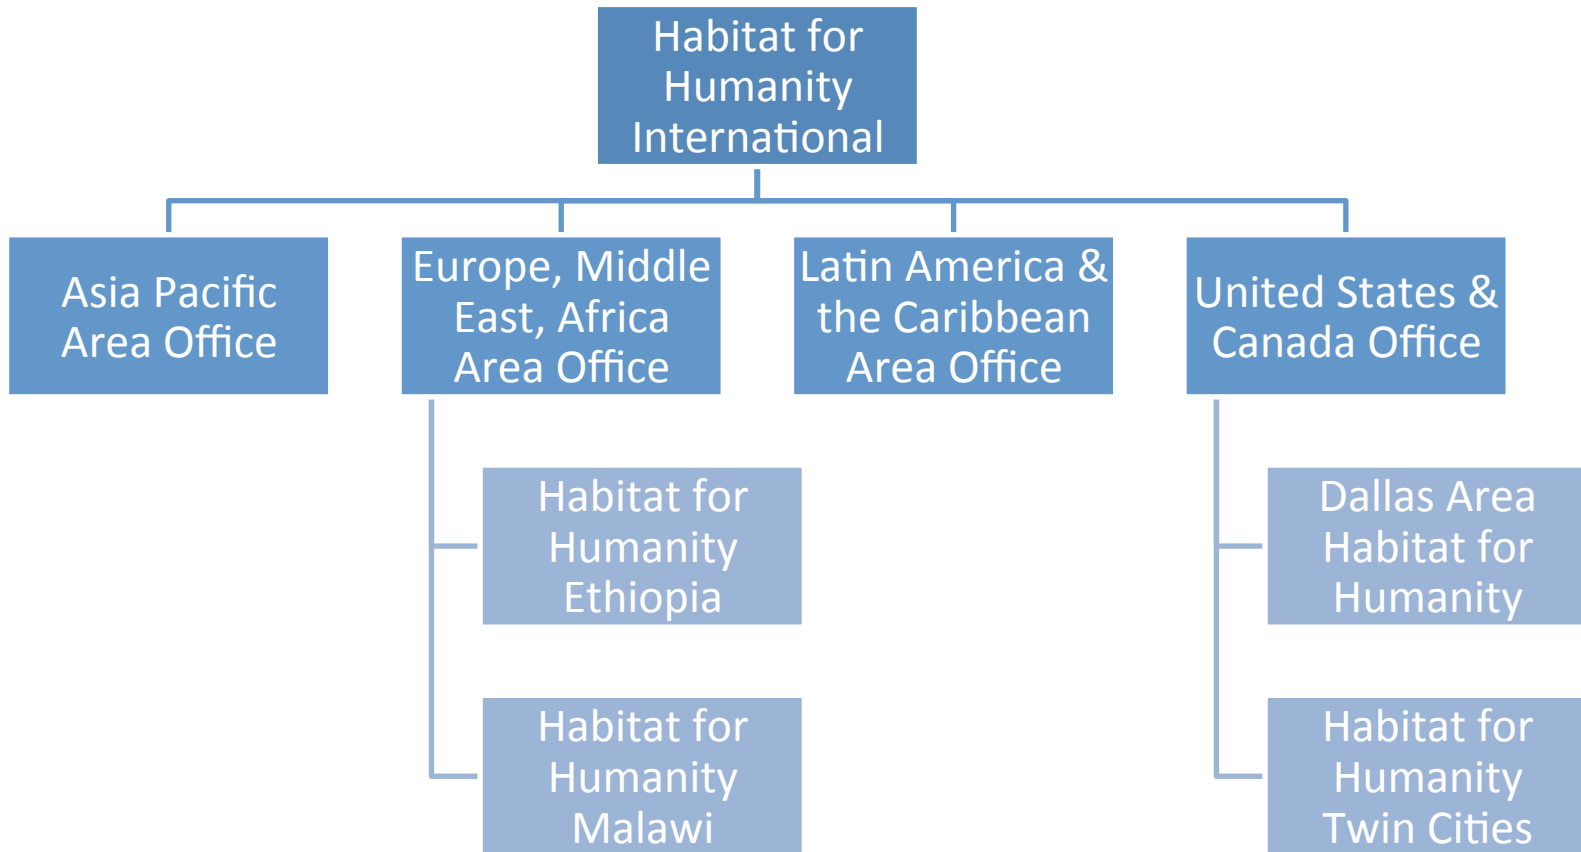 Habitat for
Humanity
International
Asia Pacific
Area Office
Europe, Middle
East, Africa
Area Office
Latin America &
the Caribbean
Area Office
United States &
Canada Office
Habitat for
Humanity
Ethiopia
Habitat for
Humanity
Malawi
Dallas Area
Habitat for
Humanity
Habitat for
Humanity
Twin Cities